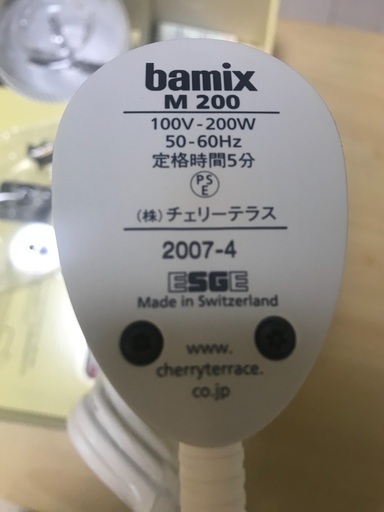 bamix
M 200
100V-200W
50-60Hz
定格時間5分
PS
E
(株)チェリーテラス
2007-4
ESGE
Made in Switzerland
www.
cherryterrace.
co.jp